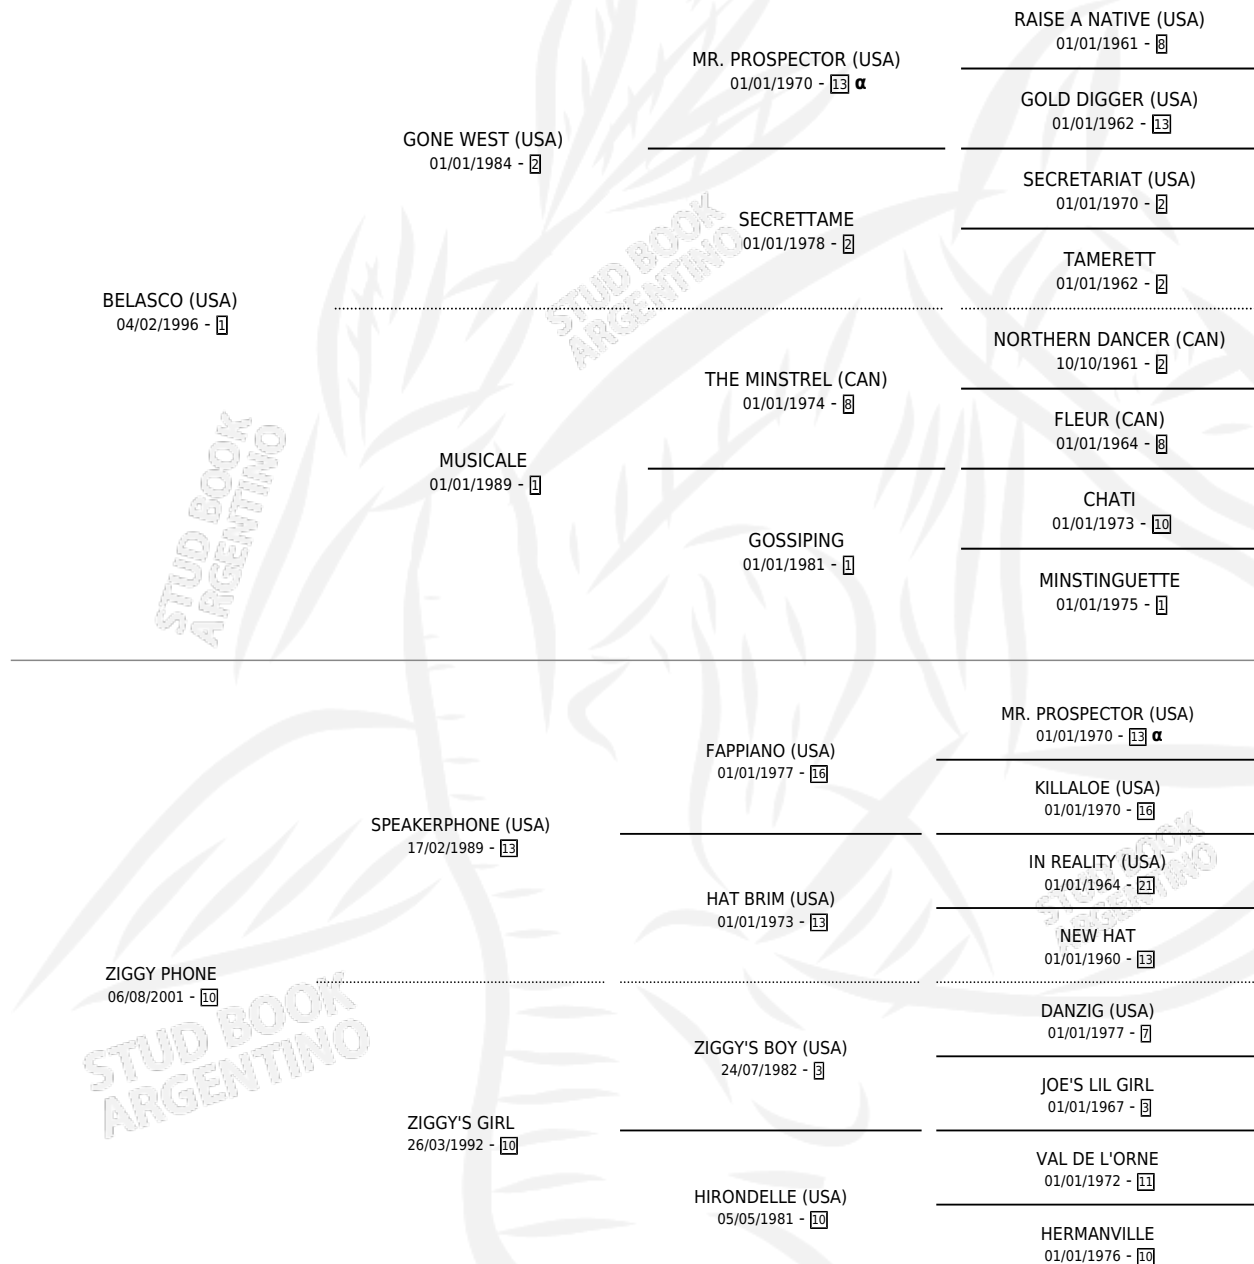 RAISE A NATIVE (USA)
01/01/1961 - 8
MR. PROSPECTOR (USA)
01/01/1970 - 13 α
GOLD DIGGER (USA)
01/01/1962 - 13
GONE WEST (USA)
01/01/1984 - 2
SECRETARIAT (USA)
01/01/1970 - 2
SECRETTAME
01/01/1978 - 2
TAMERETT
01/01/1962 - 2
BELASCO (USA)
04/02/1996 - 1
NORTHERN DANCER (CAN)
10/10/1961 - 2
THE MINSTREL (CAN)
01/01/1974 - 8
FLEUR (CAN)
01/01/1964 - 8
MUSICALE
01/01/1989 - 1
CHATI
01/01/1973 - 10
GOSSIPING
01/01/1981 - 1
MINSTINGUETTE
01/01/1975 - 1
MR. PROSPECTOR (USA)
01/01/1970 - 13 α
FAPPIANO (USA)
01/01/1977 - 16
KILLALOE (USA)
01/01/1970 - 16
SPEAKERPHONE (USA)
17/02/1989 - 13
IN REALITY (USA)
01/01/1964 - 21
HAT BRIM (USA)
01/01/1973 - 13
NEW HAT
01/01/1960 - 13
ZIGGY PHONE
06/08/2001 - 10
DANZIG (USA)
01/01/1977 - 7
ZIGGY'S BOY (USA)
24/07/1982 - 3
JOE'S LIL GIRL
01/01/1967 - 3
ZIGGY'S GIRL
26/03/1992 - 10
VAL DE L'ORNE
01/01/1972 - 11
HIRONDELLE (USA)
05/05/1981 - 10
HERMANVILLE
01/01/1976 - 10
STUD BOOK
ARGENTINO
STUD BOOK
ARGENTINO
STUD BOOK
ARGENTINO
STUD BOOK
ARGENTINO